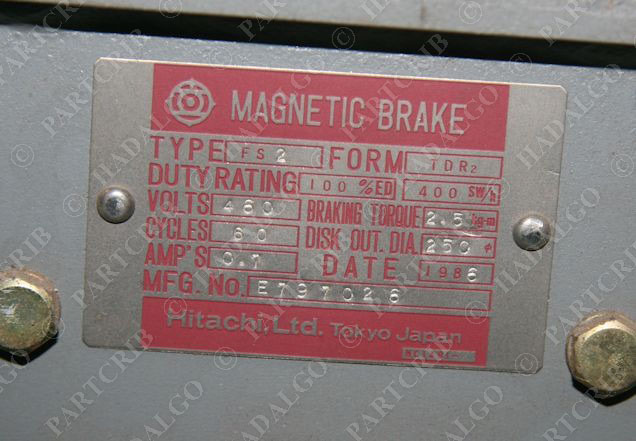 MAGNETIC BRAKE
TYPE FS2 FORM TDR2
DUTY RATING 100 %ED 400 SW/h
VOLTS 460 BRAKING TORQUE 2.5 kg-m
CYCLES 60 DISK OUT. DIA. 250 φ
AMP'S 0.7 DATE 1986
MFG. No. E797026
Hitachi, Ltd. Tokyo Japan
© PARTCRIB
© HADALGO